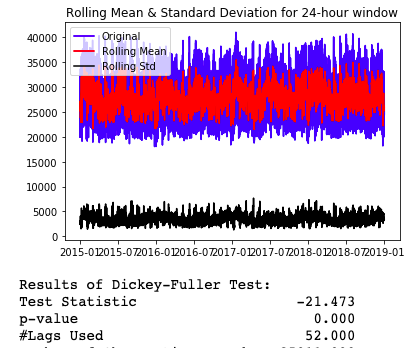 Rolling Mean & Standard Deviation for 24-hour window
Original
Rolling Mean
Rolling Std
40000
35000
30000
25000
20000
15000
10000
5000
0
2015-01 2015-07 2016-01 2016-07 2017-01 2017-07 2018-01 2018-07 2019-01
Results of Dickey-Fuller Test:
Test Statistic -21.473
p-value 0.000
#Lags Used 52.000